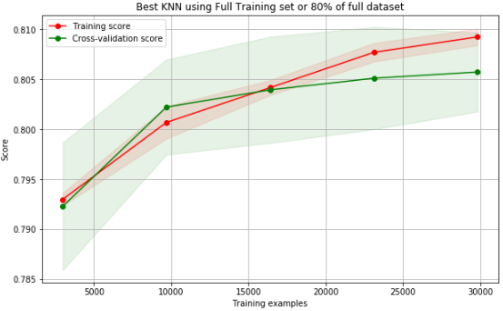 Best KNN using Full Training set or 80% of full dataset
Training score
Cross-validation score
0.810
0.805
0.800
0.795
0.790
0.785
Score
5000 10000 15000 20000 25000 30000
Training examples